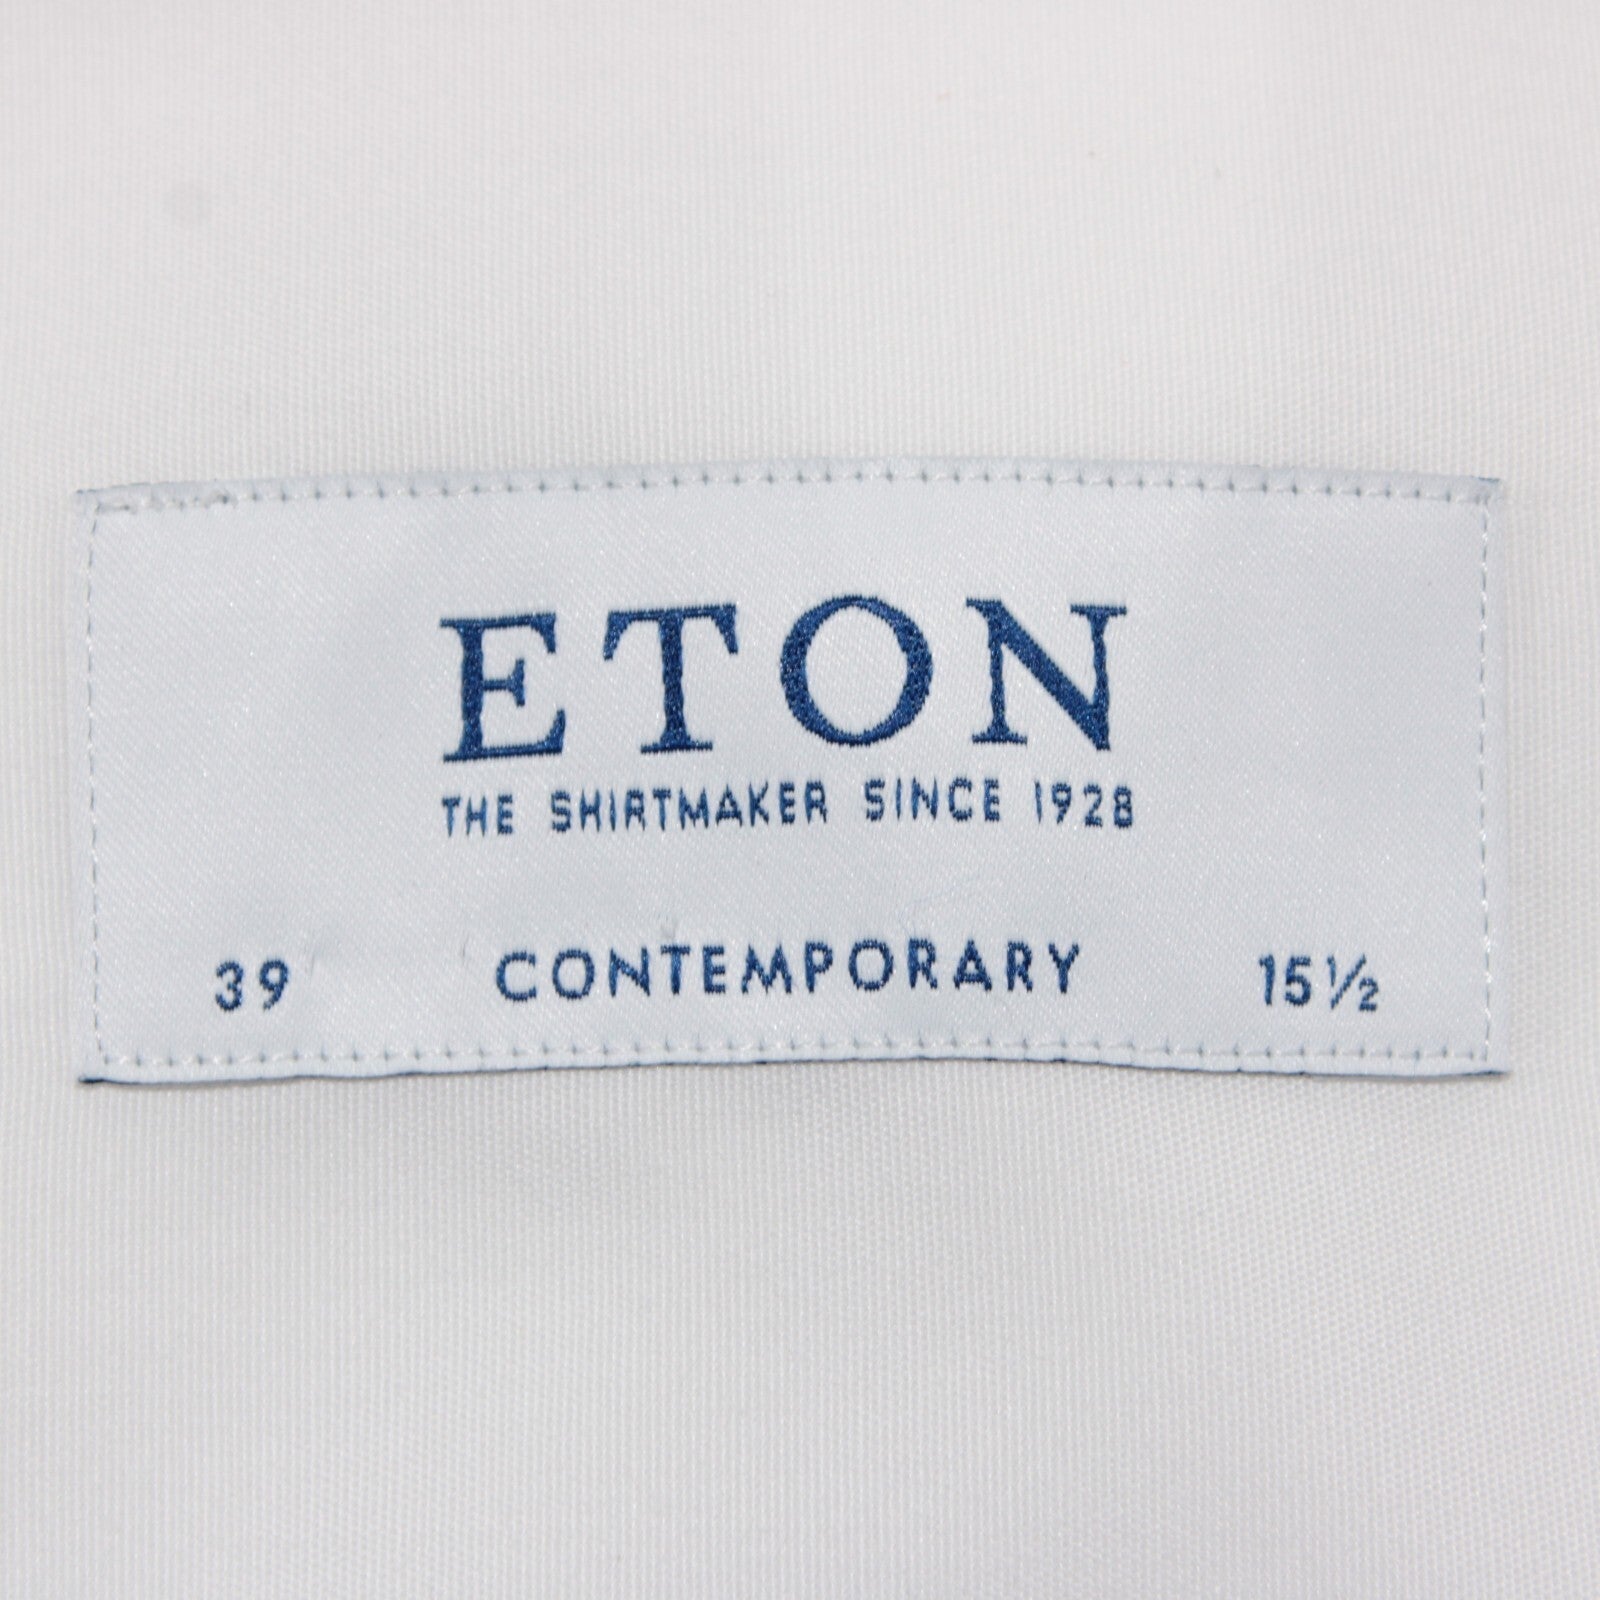 ETON
THE SHIRTMAKER SINCE 1928
39 CONTEMPORARY 15½